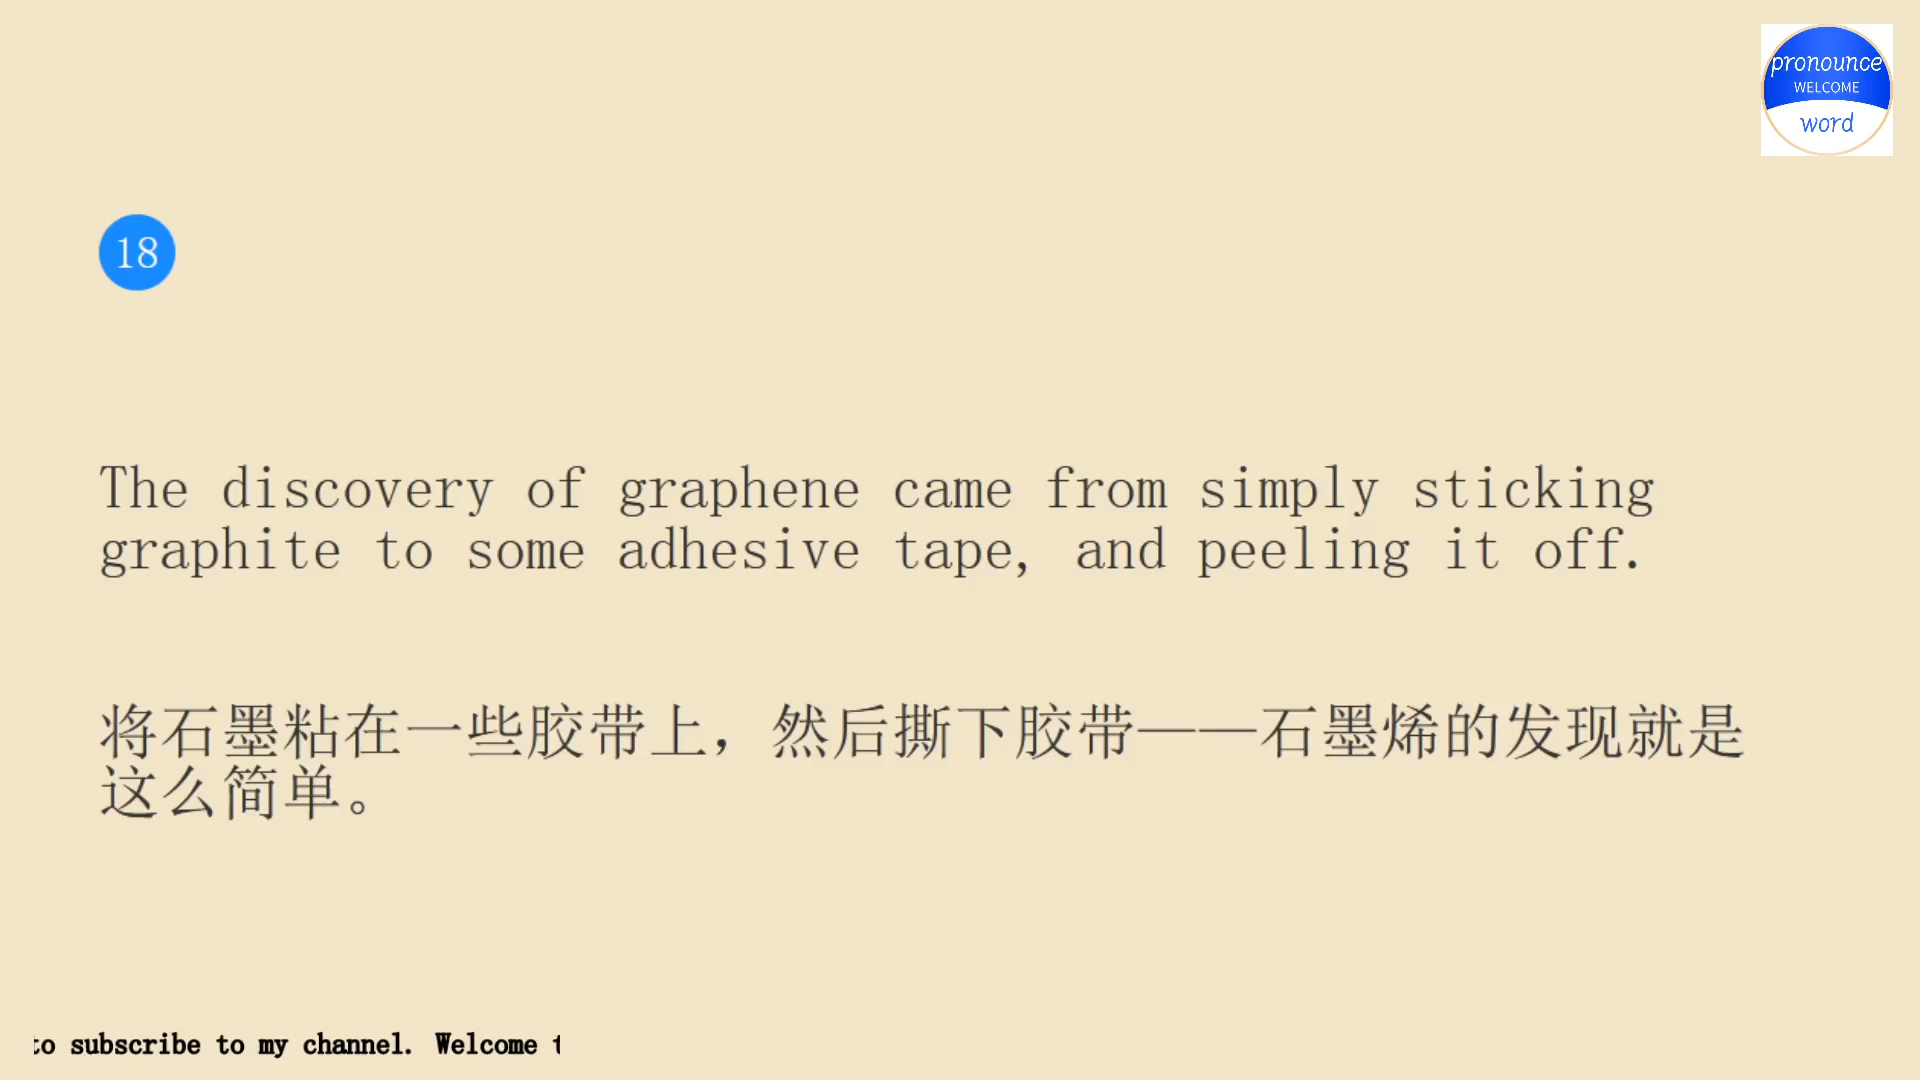 pronounce
WELCOME
word
18
The discovery of graphene came from simply sticking
graphite to some adhesive tape, and peeling it off.
将石墨粘在一些胶带上，然后撕下胶带——石墨烯的发现就是
这么简单。
to subscribe to my channel. Welcome t